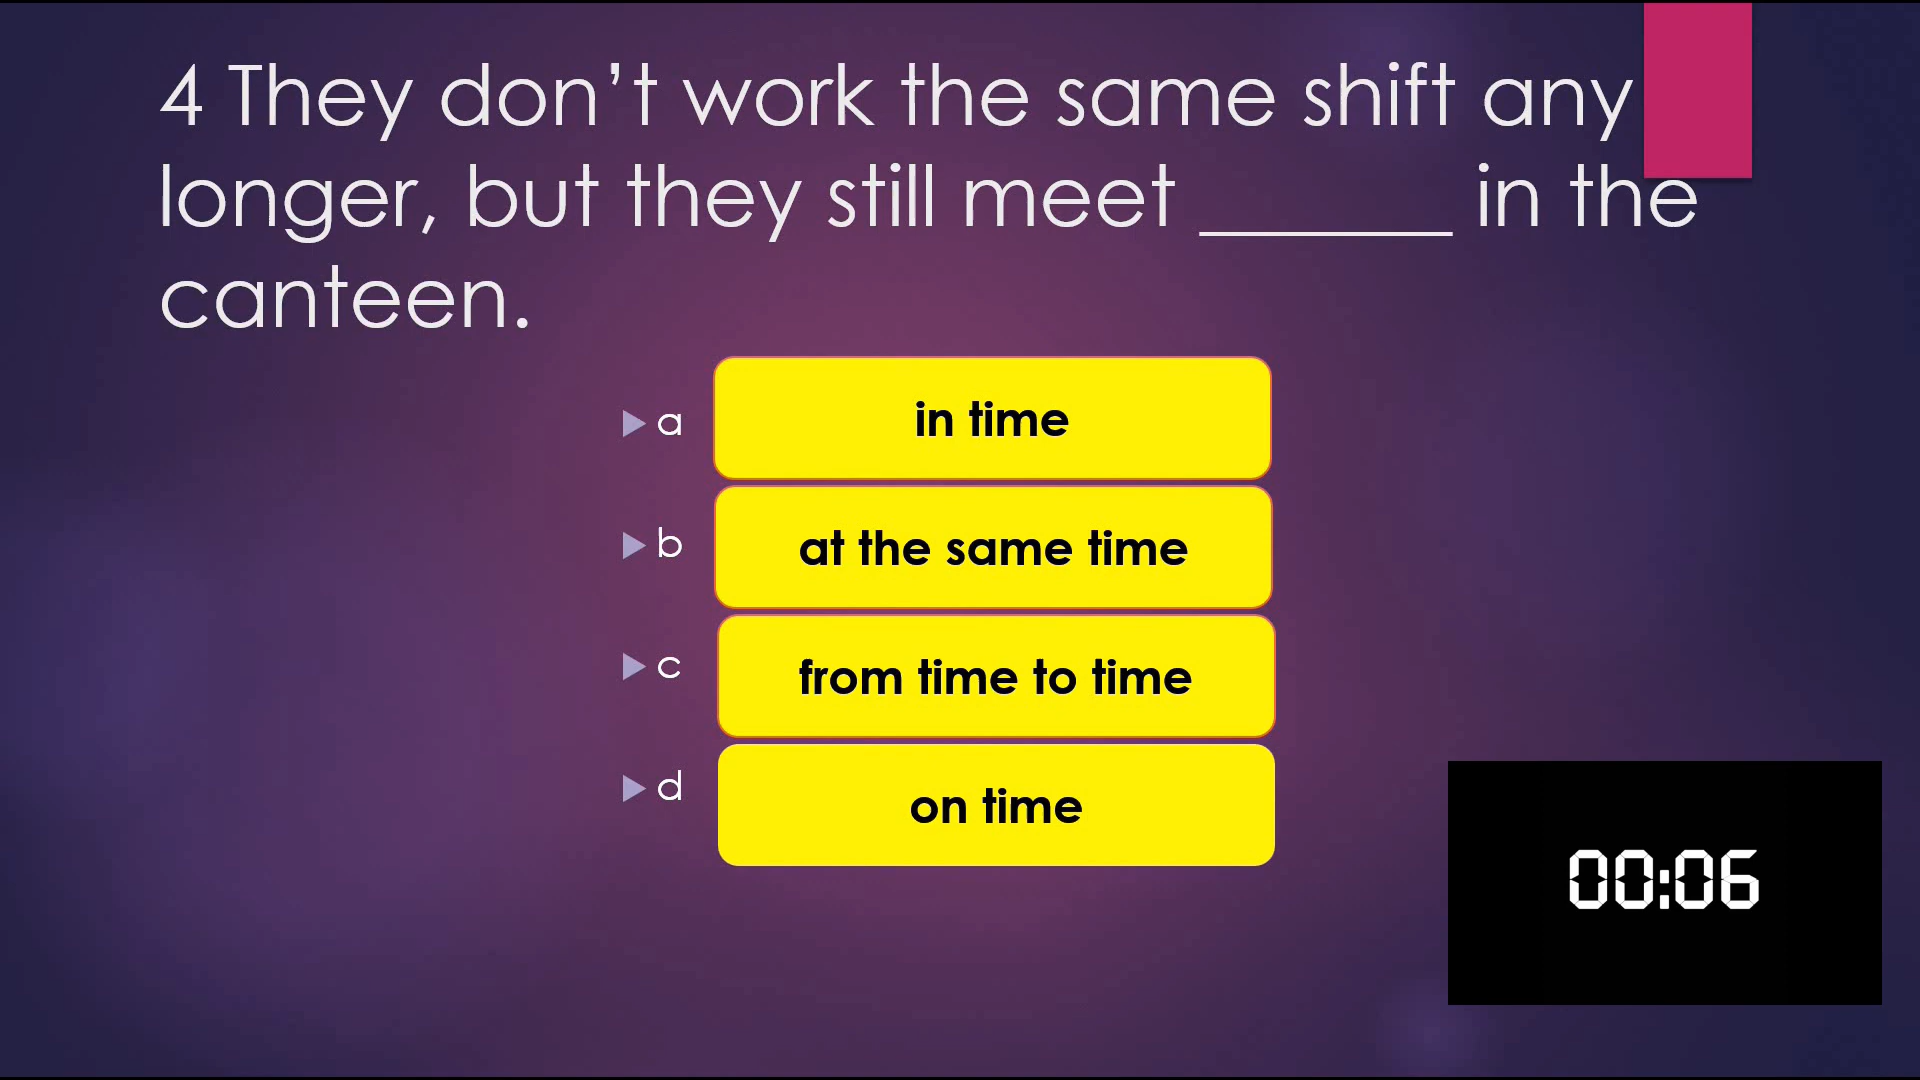 4 They don’t work the same shift any
longer, but they still meet ______ in the
canteen.
a in time
b at the same time
c from time to time
d on time
00:06